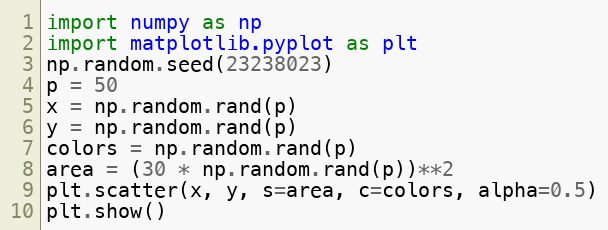 1 import numpy as np
2 import matplotlib.pyplot as plt
3 np.random.seed(23238023)
4 p = 50
5 x = np.random.rand(p)
6 y = np.random.rand(p)
7 colors = np.random.rand(p)
8 area = (30 * np.random.rand(p))**2
9 plt.scatter(x, y, s=area, c=colors, alpha=0.5)
10 plt.show()